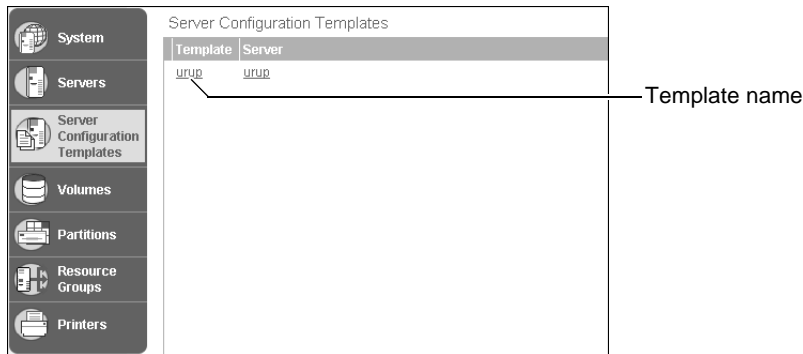 System
Servers
Server
Configuration
Templates
Volumes
Partitions
Resource
Groups
Printers
Server Configuration Templates
Template Server
urup urup
Template name